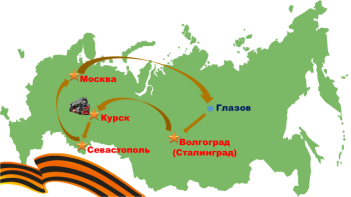 Москва
Глазов
Курск
Волгоград
(Сталинград)
Севастополь